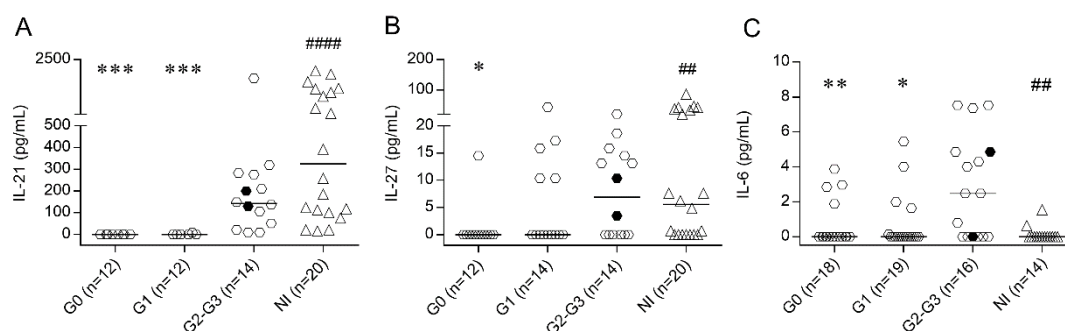 A
IL-21 (pg/mL)
2500
500
400
300
200
100
0
*** *** ####
G0 (n=12)
G1 (n=12)
G2-G3 (n=14)
NI (n=20)
B
IL-27 (pg/mL)
200
100
25
20
15
10
5
0
* ##
G0 (n=12)
G1 (n=14)
G2-G3 (n=14)
NI (n=20)
C
IL-6 (pg/mL)
10
8
6
4
2
0
** * ##
G0 (n=18)
G1 (n=19)
G2-G3 (n=16)
NI (n=14)